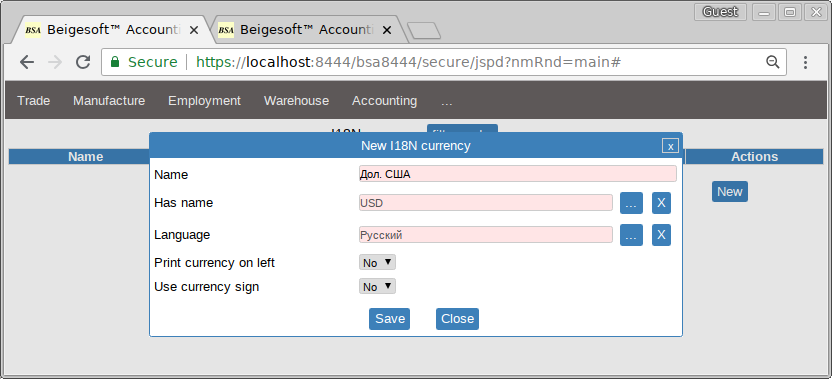 Guest
BSA Beigesoft™ Accounti
BSA Beigesoft™ Accounti
Secure https://localhost:8444/bsa8444/secure/jspd?nmRnd=main#
Trade Manufacture Employment Warehouse Accounting ...
New I18N currency x
Name Actions
Name Дол. США
New
Has name USD ... X
Language Русский ... X
Print currency on left No
Use currency sign No
Save Close